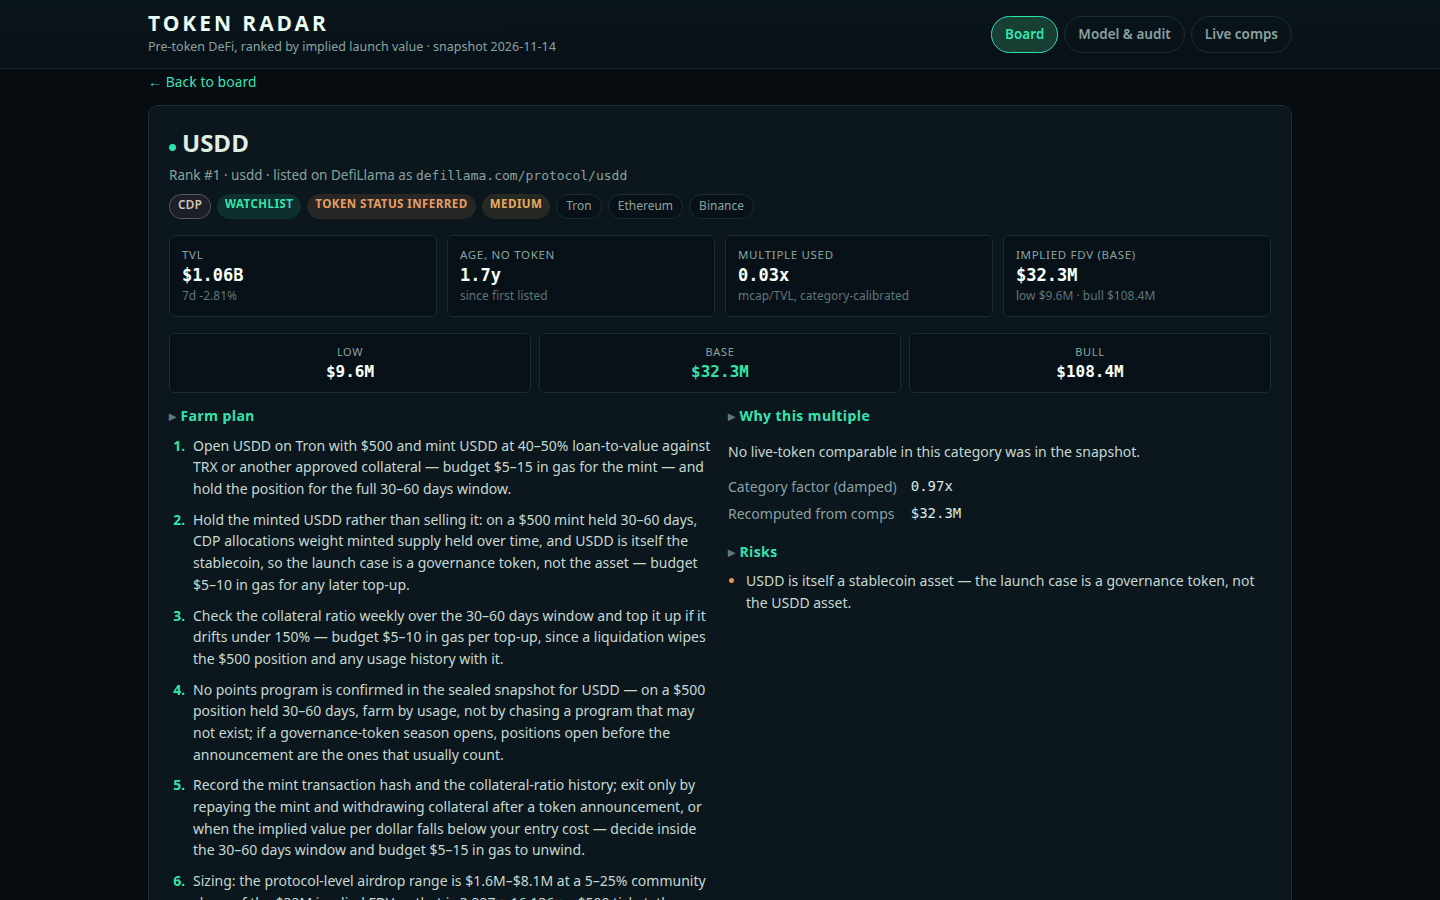 TOKEN RADAR
Pre-token DeFi, ranked by implied launch value · snapshot 2026-11-14
Board
Model & audit
Live comps
← Back to board
USDD
Rank #1 · usdd · listed on DefiLlama as defillama.com/protocol/usdd
CDP
WATCHLIST
TOKEN STATUS INFERRED
MEDIUM
Tron
Ethereum
Binance
TVL
$1.06B
7d -2.81%
AGE, NO TOKEN
1.7y
since first listed
MULTIPLE USED
0.03x
mcap/TVL, category-calibrated
IMPLIED FDV (BASE)
$32.3M
low $9.6M · bull $108.4M
LOW
$9.6M
BASE
$32.3M
BULL
$108.4M
▸ Farm plan
1. Open USDD on Tron with $500 and mint USDD at 40–50% loan-to-value against
TRX or another approved collateral — budget $5–15 in gas for the mint — and
hold the position for the full 30–60 days window.
2. Hold the minted USDD rather than selling it: on a $500 mint held 30–60 days,
CDP allocations weight minted supply held over time, and USDD is itself the
stablecoin, so the launch case is a governance token, not the asset — budget
$5–10 in gas for any later top-up.
3. Check the collateral ratio weekly over the 30–60 days window and top it up if it
drifts under 150% — budget $5–10 in gas per top-up, since a liquidation wipes
the $500 position and any usage history with it.
4. No points program is confirmed in the sealed snapshot for USDD — on a $500
position held 30–60 days, farm by usage, not by chasing a program that may
not exist; if a governance-token season opens, positions open before the
announcement are the ones that usually count.
5. Record the mint transaction hash and the collateral-ratio history; exit only by
repaying the mint and withdrawing collateral after a token announcement, or
when the implied value per dollar falls below your entry cost — decide inside
the 30–60 days window and budget $5–15 in gas to unwind.
6. Sizing: the protocol-level airdrop range is $1.6M–$8.1M at a 5–25% community
▸ Why this multiple
No live-token comparable in this category was in the snapshot.
Category factor (damped) 0.97x
Recomputed from comps $32.3M
▸ Risks
• USDD is itself a stablecoin asset — the launch case is a governance token, not
the USDD asset.